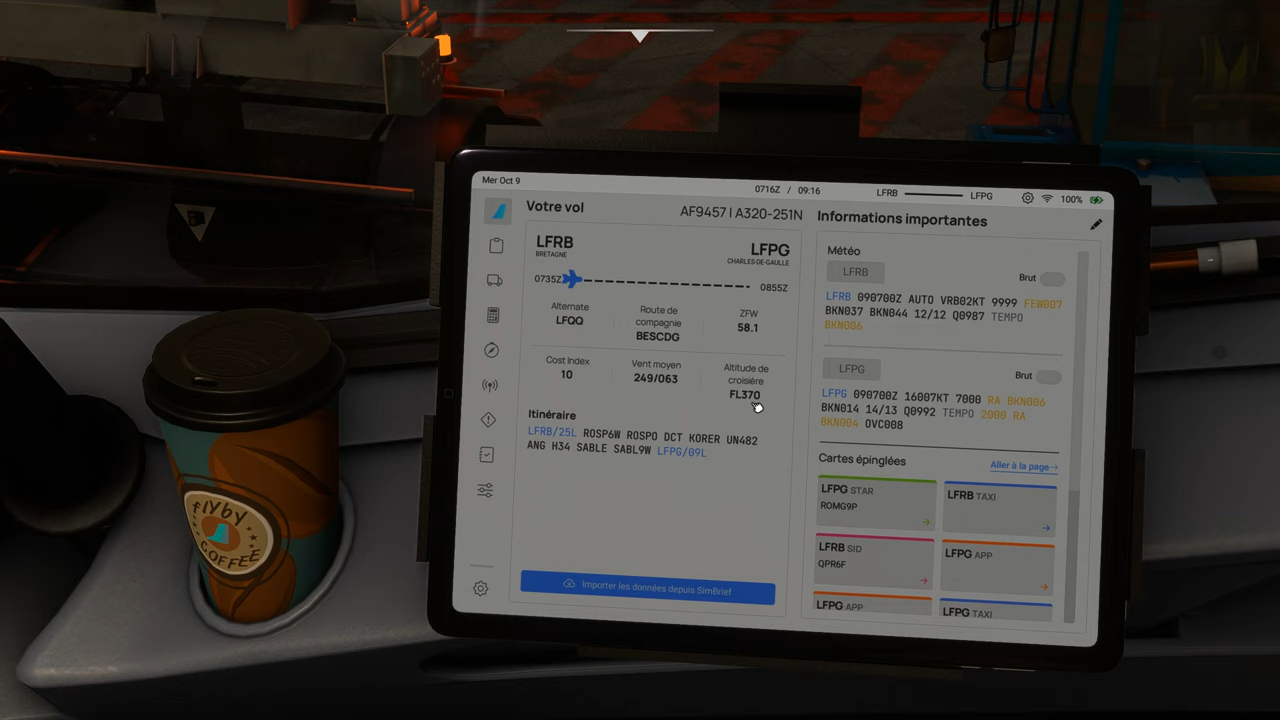 Mer Oct 9
0716Z / 09:16
LFRB
LFPG
100%
Votre vol
AF9457 | A320-251N
LFRB
BRETAGNE
LFPG
CHARLES-DE-GAULLE
0735Z
0855Z
Alternate
LFQQ
Route de compagnie
BESCDG
ZFW
58.1
Cost Index
10
Vent moyen
249/063
Altitude de croisière
FL370
Itinéraire
LFRB/25L ROSP6W ROSPO DCT KORER UN482
ANG H34 SABLE SABL9W LFPG/09L
Importer les données depuis SimBrief
Informations importantes
Météo
LFRB
Brut
LFRB 090700Z AUTO VRB02KT 9999 FEW007
BKN037 BKN044 12/12 Q0987 TEMPO
BKN006
LFPG
Brut
LFPG 090700Z 16007KT 7000 RA BKN006
BKN014 14/13 Q0992 TEMPO 2000 RA
BKN004 OVC008
Cartes épinglées
Aller à la page→
LFPG STAR
ROMG9P
LFRB TAXI
LFRB SID
QPR6F
LFPG APP
LFPG APP
LFPG TAXI
flyby
COFFEE